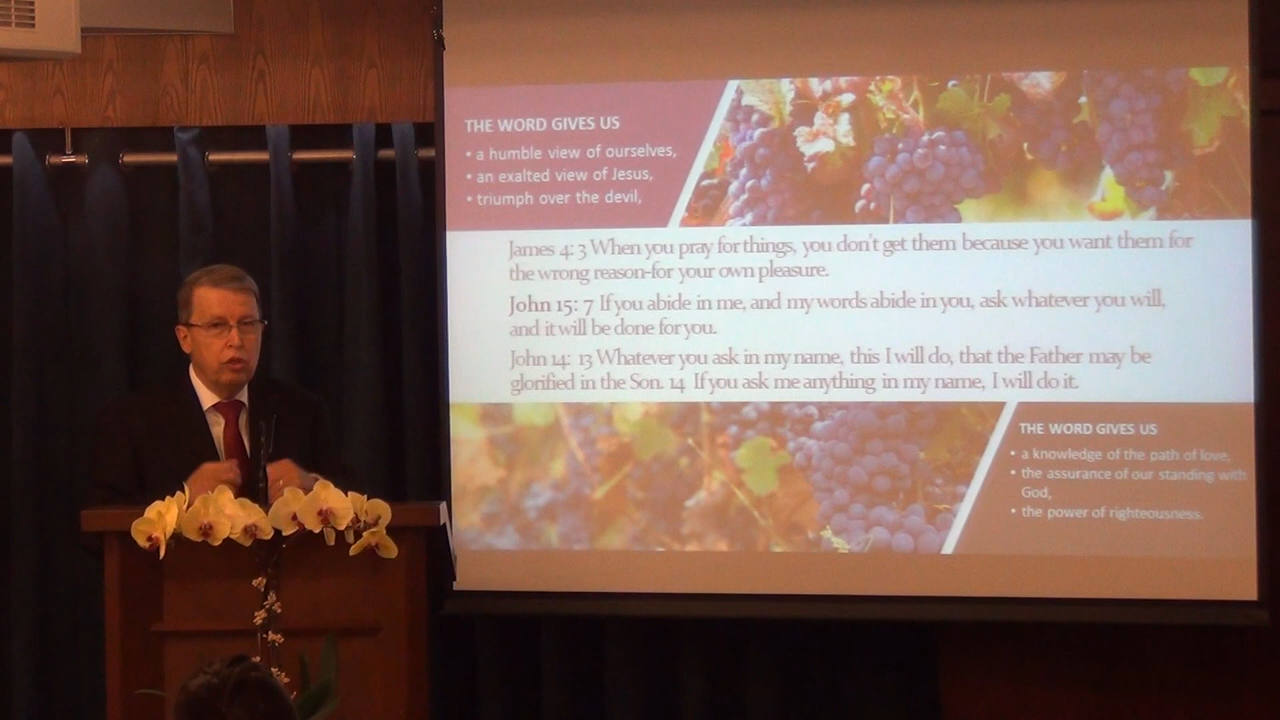 THE WORD GIVES US
• a humble view of ourselves,
• an exalted view of Jesus,
• triumph over the devil,
James 4: 3 When you pray for things, you don't get them because you want them for
the wrong reason-for your own pleasure.
John 15: 7 If you abide in me, and my words abide in you, ask whatever you will,
and it will be done for you.
John 14: 13 Whatever you ask in my name, this I will do, that the Father may be
glorified in the Son. 14 If you ask me anything in my name, I will do it.
THE WORD GIVES US
• a knowledge of the path of love,
• the assurance of our standing with
God,
• the power of righteousness.